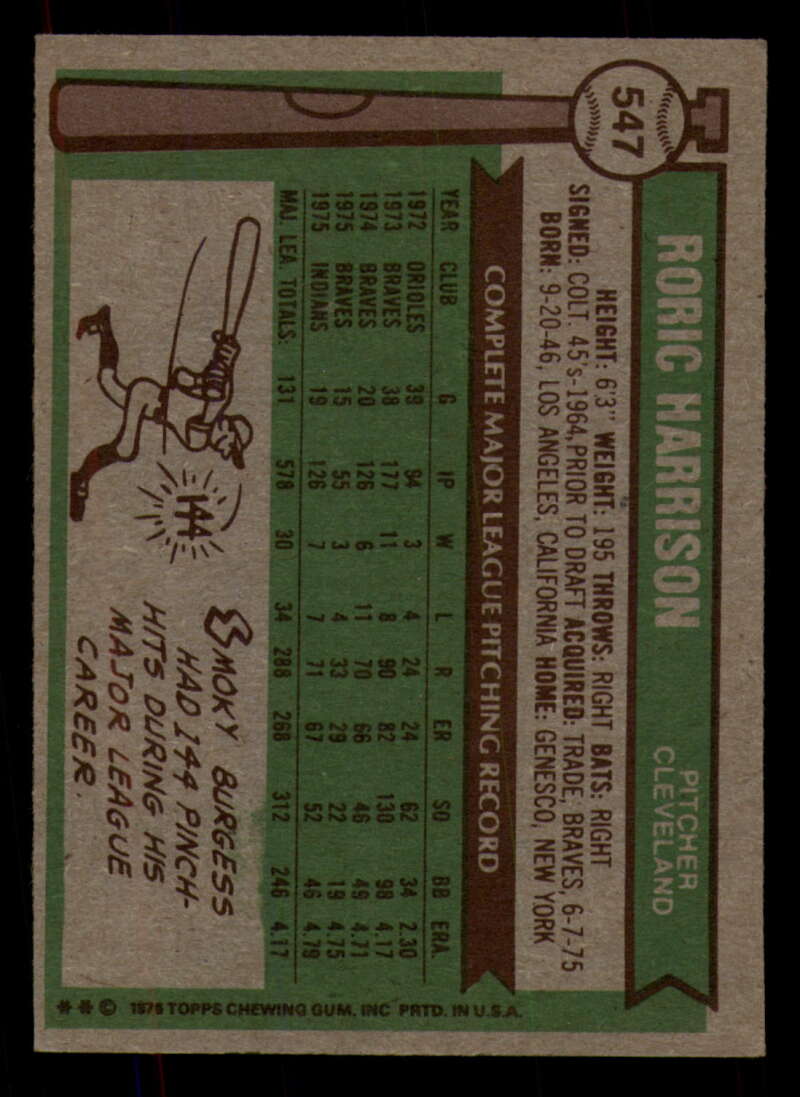 547
RORIC HARRISON
PITCHER
CLEVELAND
HEIGHT: 6'3" WEIGHT: 195 THROWS: RIGHT BATS: RIGHT
SIGNED: COLT. 45's-1964, PRIOR TO DRAFT ACQUIRED: TRADE, BRAVES, 6-7-75
BORN: 9-20-46, LOS ANGELES, CALIFORNIA HOME: GENESCO, NEW YORK
COMPLETE MAJOR LEAGUE PITCHING RECORD
YEAR CLUB G IP W L R ER SO BB ERA
1972 ORIOLES 39 94 3 4 24 24 62 34 2.30
1973 BRAVES 38 177 11 8 90 82 130 98 4.17
1974 BRAVES 20 126 6 11 70 66 46 49 4.71
1975 BRAVES 15 55 3 4 33 29 22 19 4.75
1975 INDIANS 19 126 7 7 71 67 52 46 4.79
MAJ. LEA. TOTALS: 131 578 30 34 288 268 312 246 4.17
144
SMOKY BURGESS
HAD 144 PINCH-
HITS DURING HIS
MAJOR LEAGUE
CAREER.
** © 1976 TOPPS CHEWING GUM, INC PRTD. IN U.S.A.